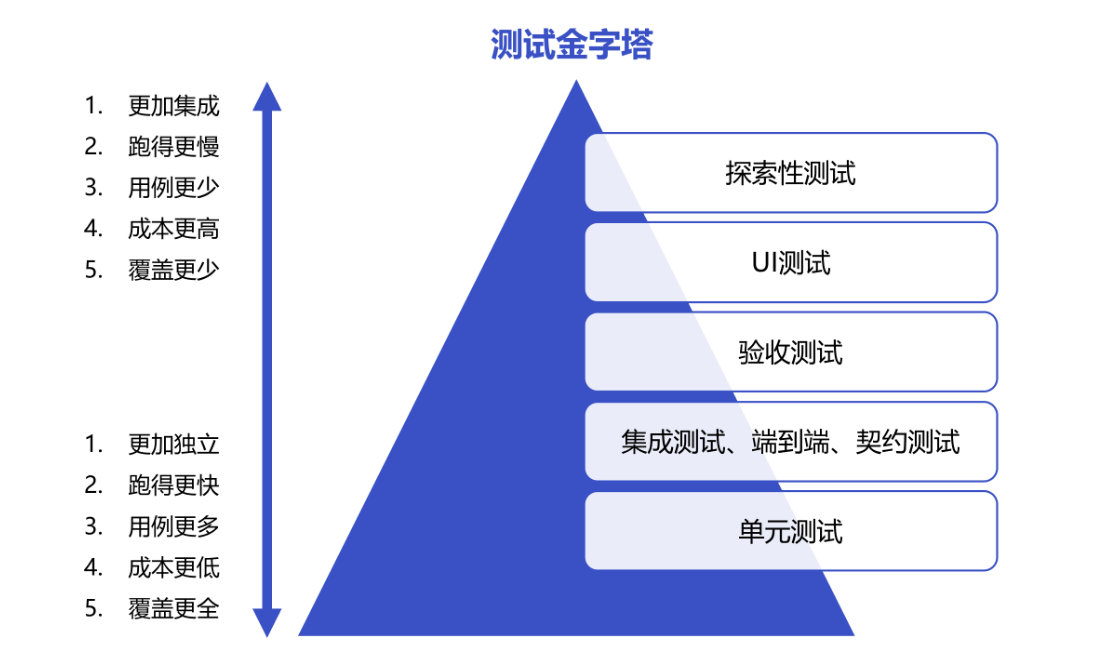 测试金字塔
1. 更加集成
2. 跑得更慢
3. 用例更少
4. 成本更高
5. 覆盖更少
1. 更加独立
2. 跑得更快
3. 用例更多
4. 成本更低
5. 覆盖更全
探索性测试
UI测试
验收测试
集成测试、端到端、契约测试
单元测试